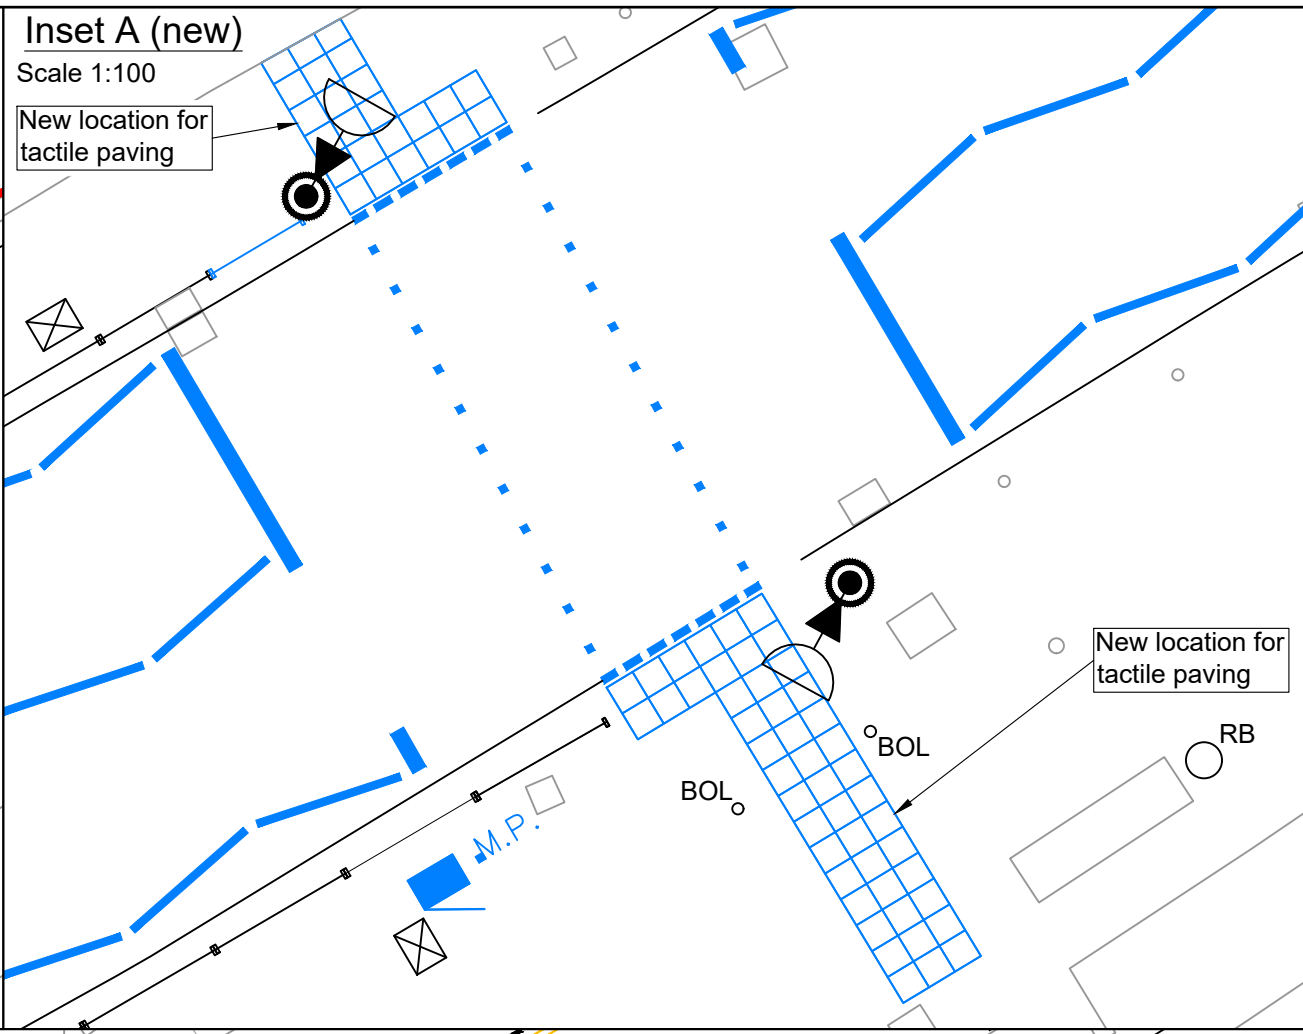 Inset A (new)
Scale 1:100
New location for
tactile paving
New location for
tactile paving
RB
BOL
BOL
M.P.